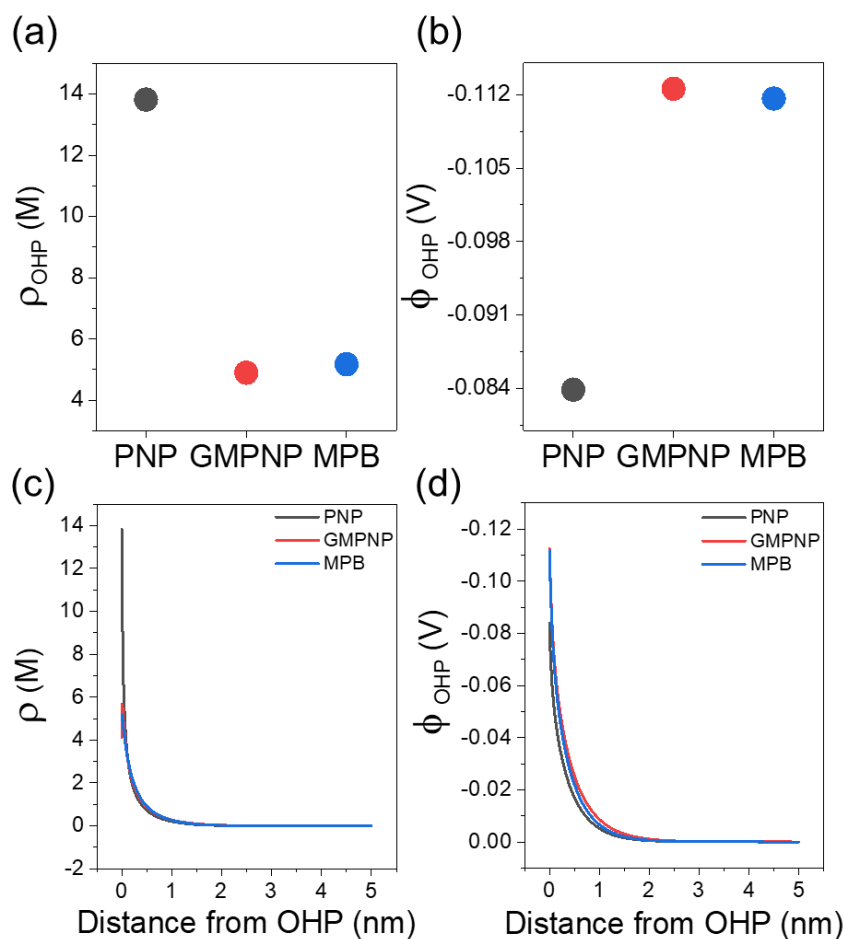 (a)
ρOHP (M)
14
12
10
8
6
4
PNP GMPNP MPB
(b)
ϕ OHP (V)
-0.112
-0.105
-0.098
-0.091
-0.084
PNP GMPNP MPB
(c)
ρ (M)
14
12
10
8
6
4
2
0
-2
PNP
GMPNP
MPB
0 1 2 3 4 5
Distance from OHP (nm)
(d)
ϕ OHP (V)
-0.12
-0.10
-0.08
-0.06
-0.04
-0.02
0.00
PNP
GMPNP
MPB
0 1 2 3 4 5
Distance from OHP (nm)